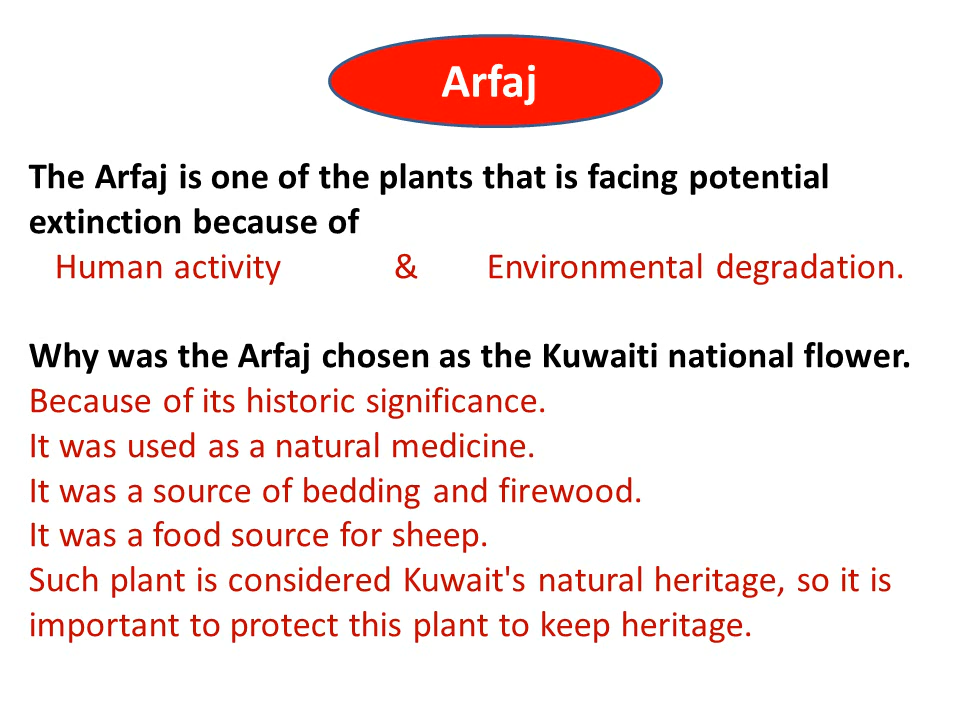 Arfaj
The Arfaj is one of the plants that is facing potential
extinction because of
Human activity & Environmental degradation.
Why was the Arfaj chosen as the Kuwaiti national flower.
Because of its historic significance.
It was used as a natural medicine.
It was a source of bedding and firewood.
It was a food source for sheep.
Such plant is considered Kuwait's natural heritage, so it is
important to protect this plant to keep heritage.